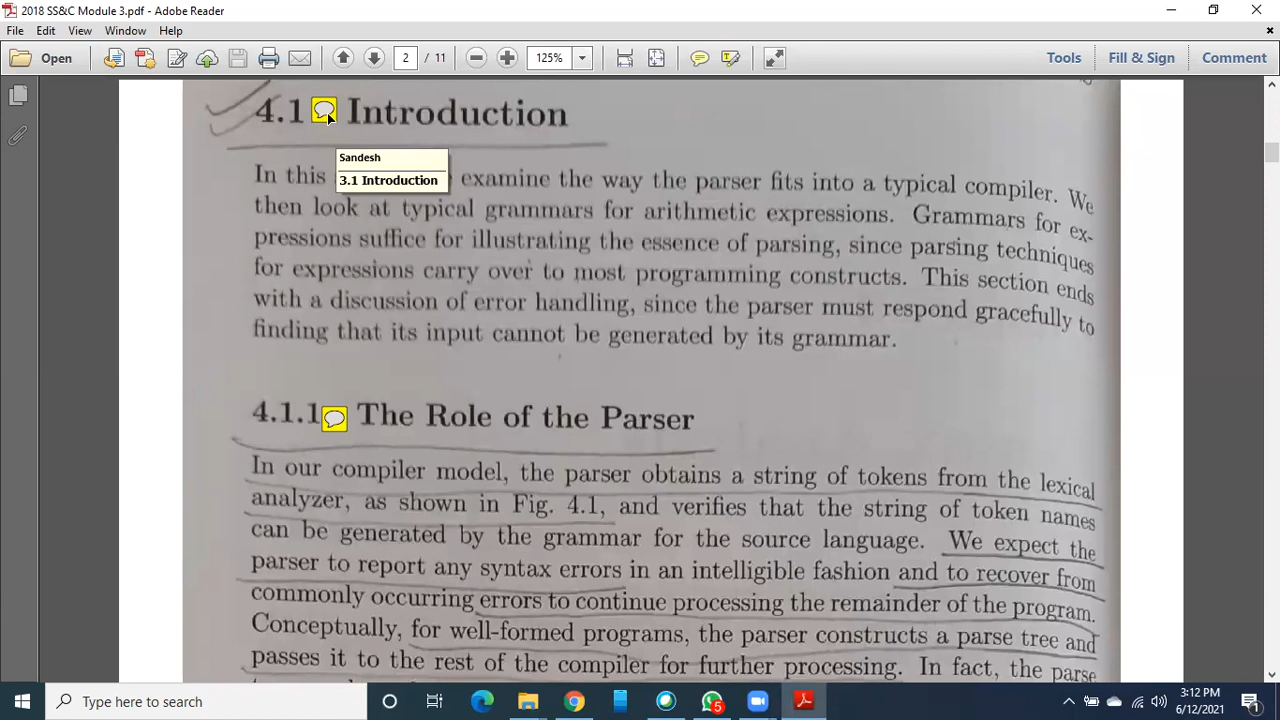 2018 SS&C Module 3.pdf - Adobe Reader
File Edit View Window Help
Open 2 / 11 125% Tools Fill & Sign Comment
4.1 Introduction
Sandesh
3.1 Introduction
In this examine the way the parser fits into a typical compiler. We
then look at typical grammars for arithmetic expressions. Grammars for ex-
pressions suffice for illustrating the essence of parsing, since parsing techniques
for expressions carry over to most programming constructs. This section ends
with a discussion of error handling, since the parser must respond gracefully to
finding that its input cannot be generated by its grammar.
4.1.1 The Role of the Parser
In our compiler model, the parser obtains a string of tokens from the lexical
analyzer, as shown in Fig. 4.1, and verifies that the string of token names
can be generated by the grammar for the source language. We expect the
parser to report any syntax errors in an intelligible fashion and to recover from
commonly occurring errors to continue processing the remainder of the program.
Conceptually, for well-formed programs, the parser constructs a parse tree and
passes it to the rest of the compiler for further processing. In fact, the parse
Type here to search
5
3:12 PM
6/12/2021
1